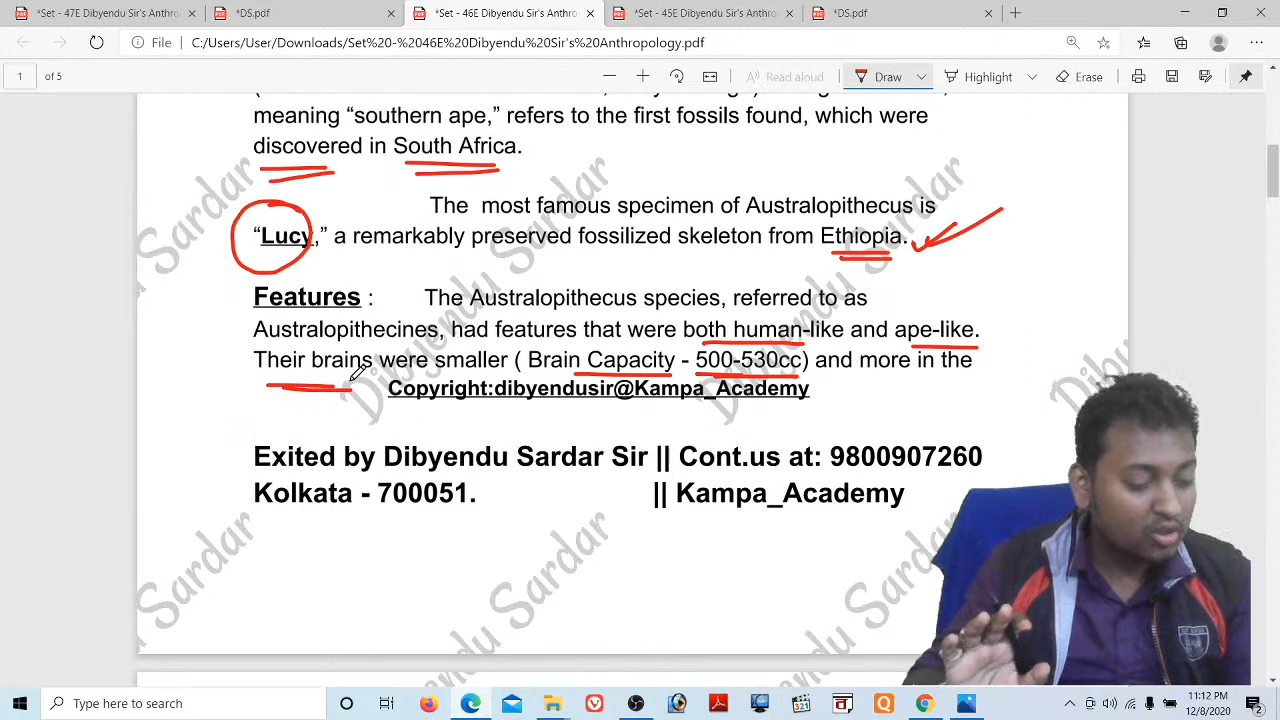 *Set - 47E Dibyendu Sir's Anthro
*DS.pdf
*Set - 46E Dibyendu Sir's Anthro
*Set - 45E Dibyendu Sir's Anthro
*DS.pdf
File
C:/Users/User/Downloads/Set%20-%2046E%20Dibyendu%20Sir's%20Anthropology.pdf
1 of 5
Read aloud
Draw
Highlight
Erase
meaning “southern ape,” refers to the first fossils found, which were
discovered in South Africa.
The most famous specimen of Australopithecus is
“Lucy,” a remarkably preserved fossilized skeleton from Ethiopia.
Features : The Australopithecus species, referred to as
Australopithecines, had features that were both human-like and ape-like.
Their brains were smaller ( Brain Capacity - 500-530cc) and more in the
Copyright:dibyendusir@Kampa_Academy
Exited by Dibyendu Sardar Sir || Cont.us at: 9800907260
Kolkata - 700051. || Kampa_Academy
Dibyendu Sardar
Type here to search
11:12 PM
12/8/2020